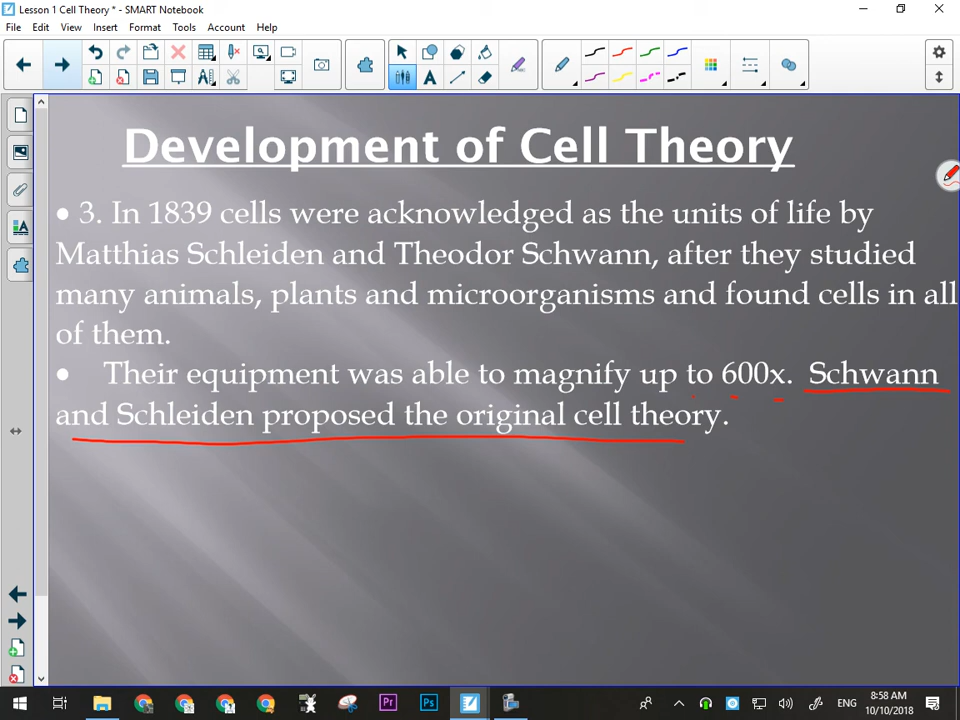 Lesson 1 Cell Theory * - SMART Notebook
File Edit View Insert Format Tools Account Help
Development of Cell Theory
• 3. In 1839 cells were acknowledged as the units of life by
Matthias Schleiden and Theodor Schwann, after they studied
many animals, plants and microorganisms and found cells in all
of them.
• Their equipment was able to magnify up to 600x. Schwann
and Schleiden proposed the original cell theory.
Pr Ps ENG 8:58 AM
10/10/2018